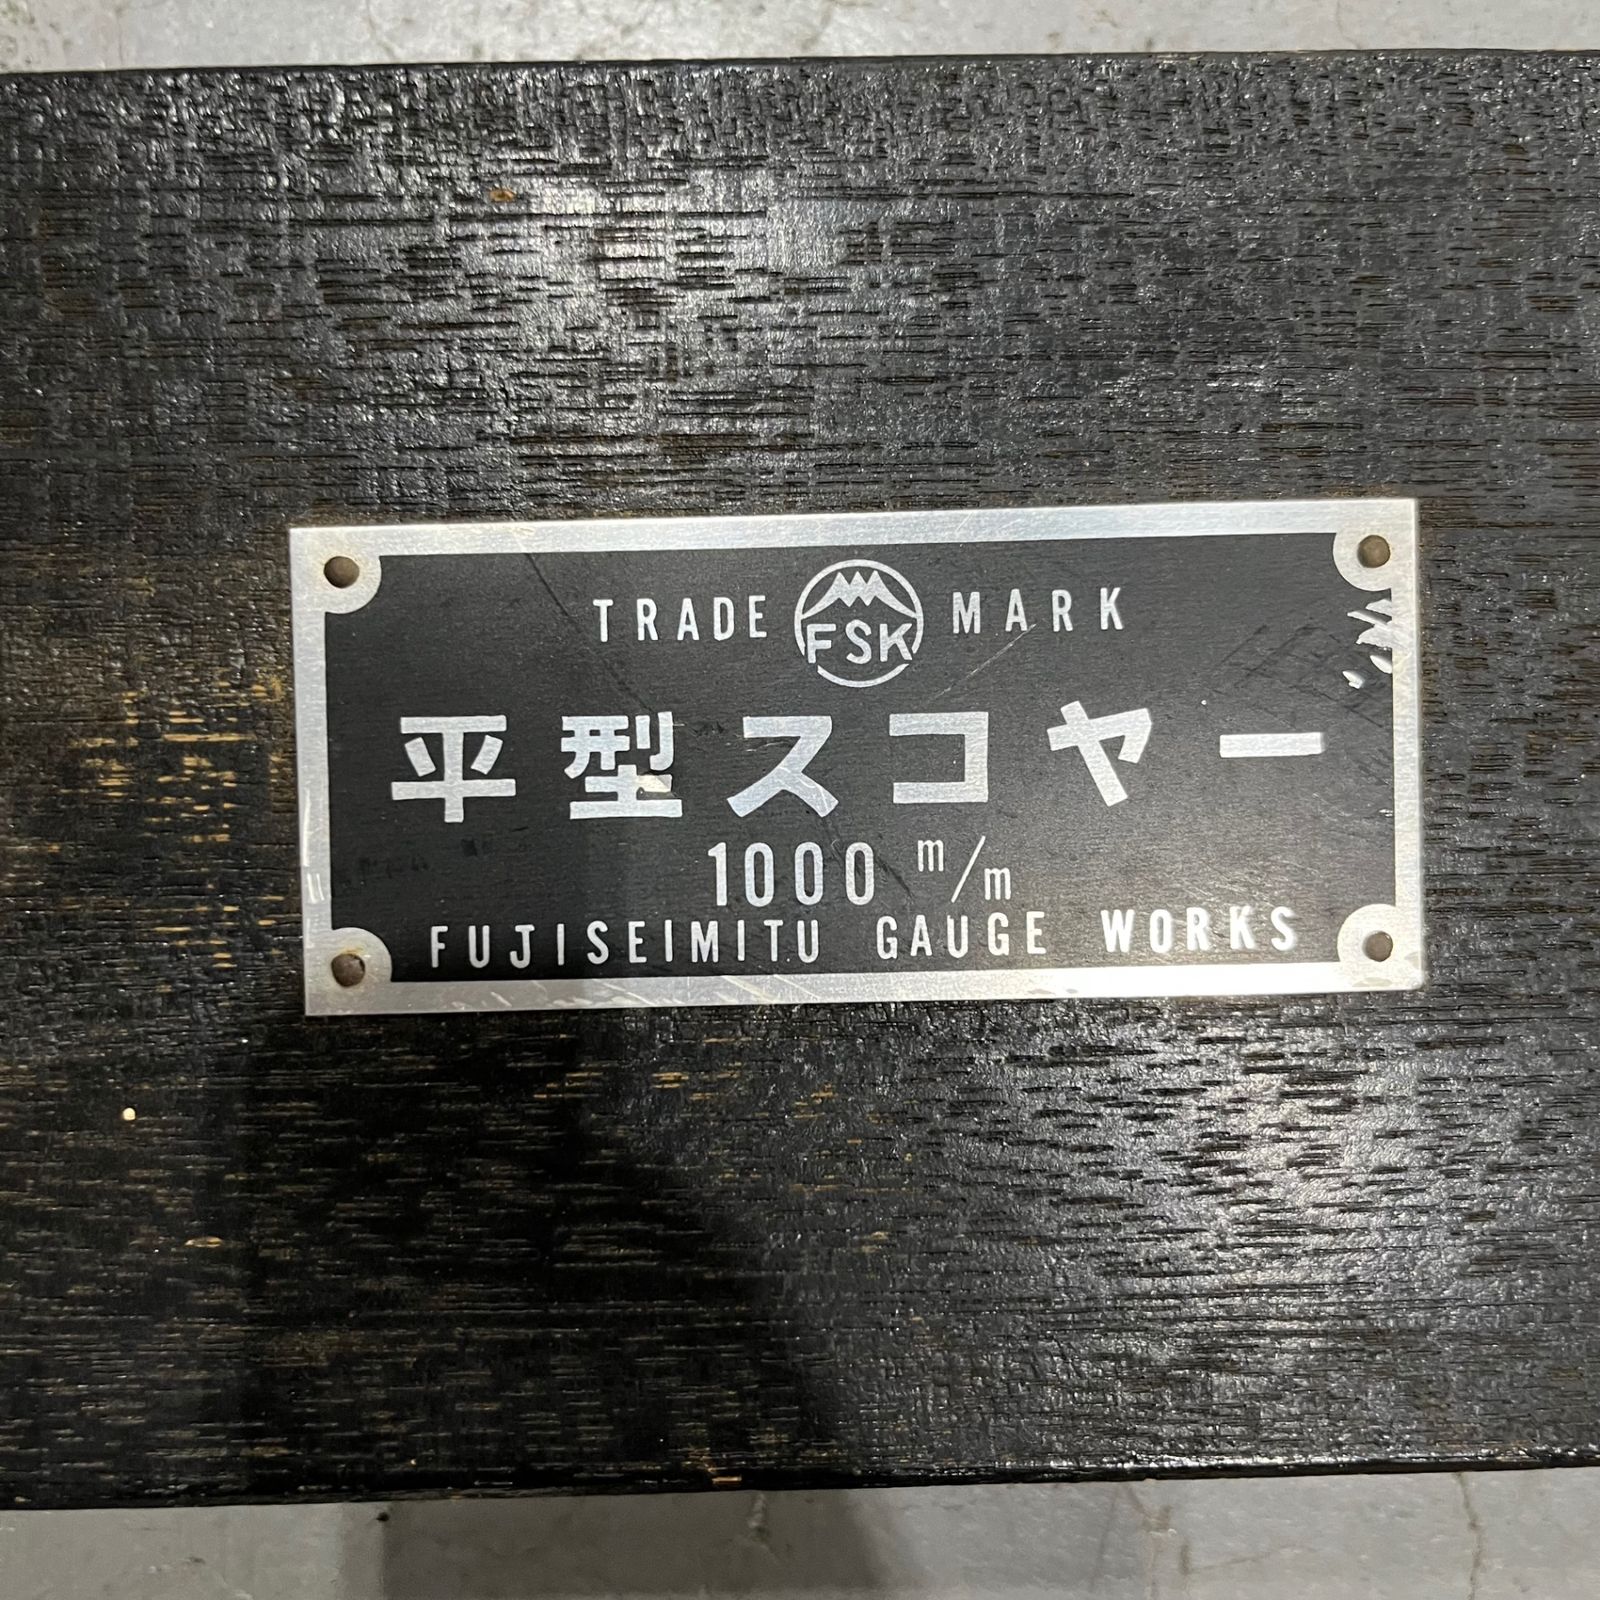 TRADE FSK MARK
平型スコヤー
1000 m/m
FUJISEIMITU GAUGE WORKS